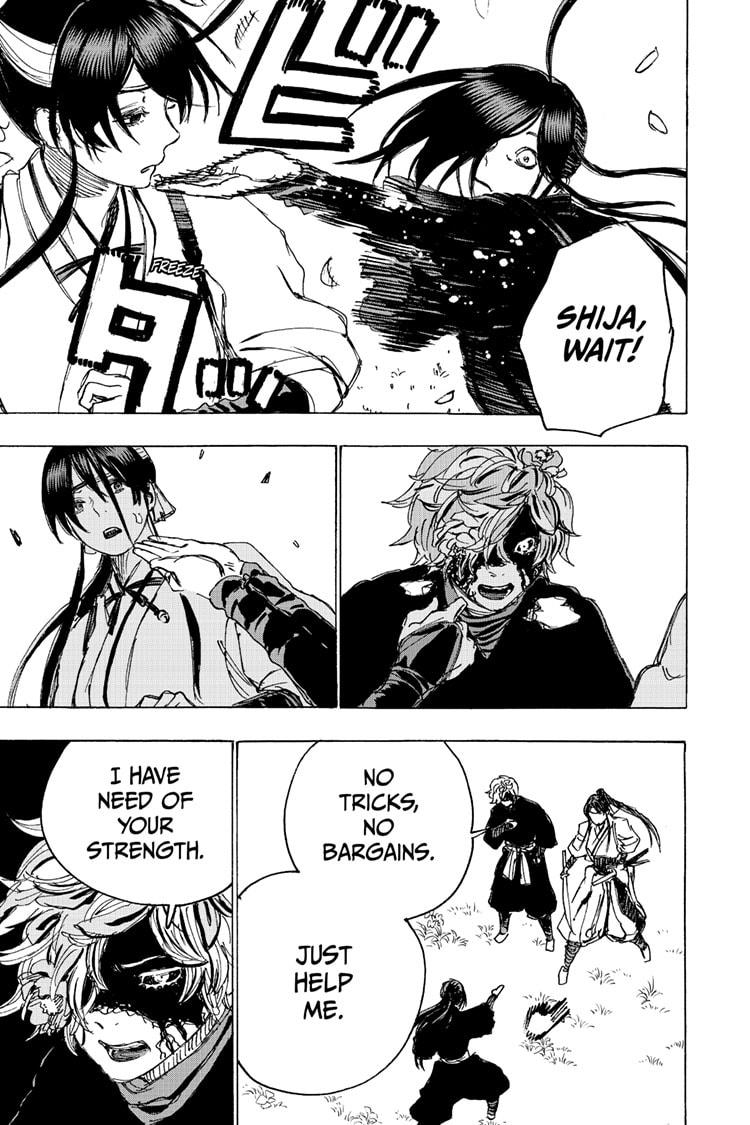 SHIJA,
WAIT!
FREEZE
NO
TRICKS,
NO
BARGAINS.
JUST
HELP
ME.
I HAVE
NEED OF
YOUR
STRENGTH.